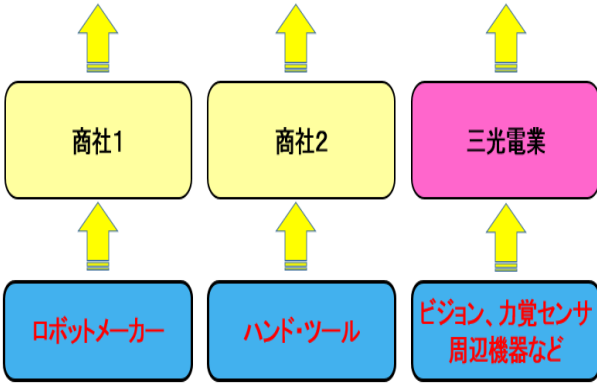 商社1
商社2
三光電業
ロボットメーカー
ハンド・ツール
ビジョン、力覚センサ
周辺機器など